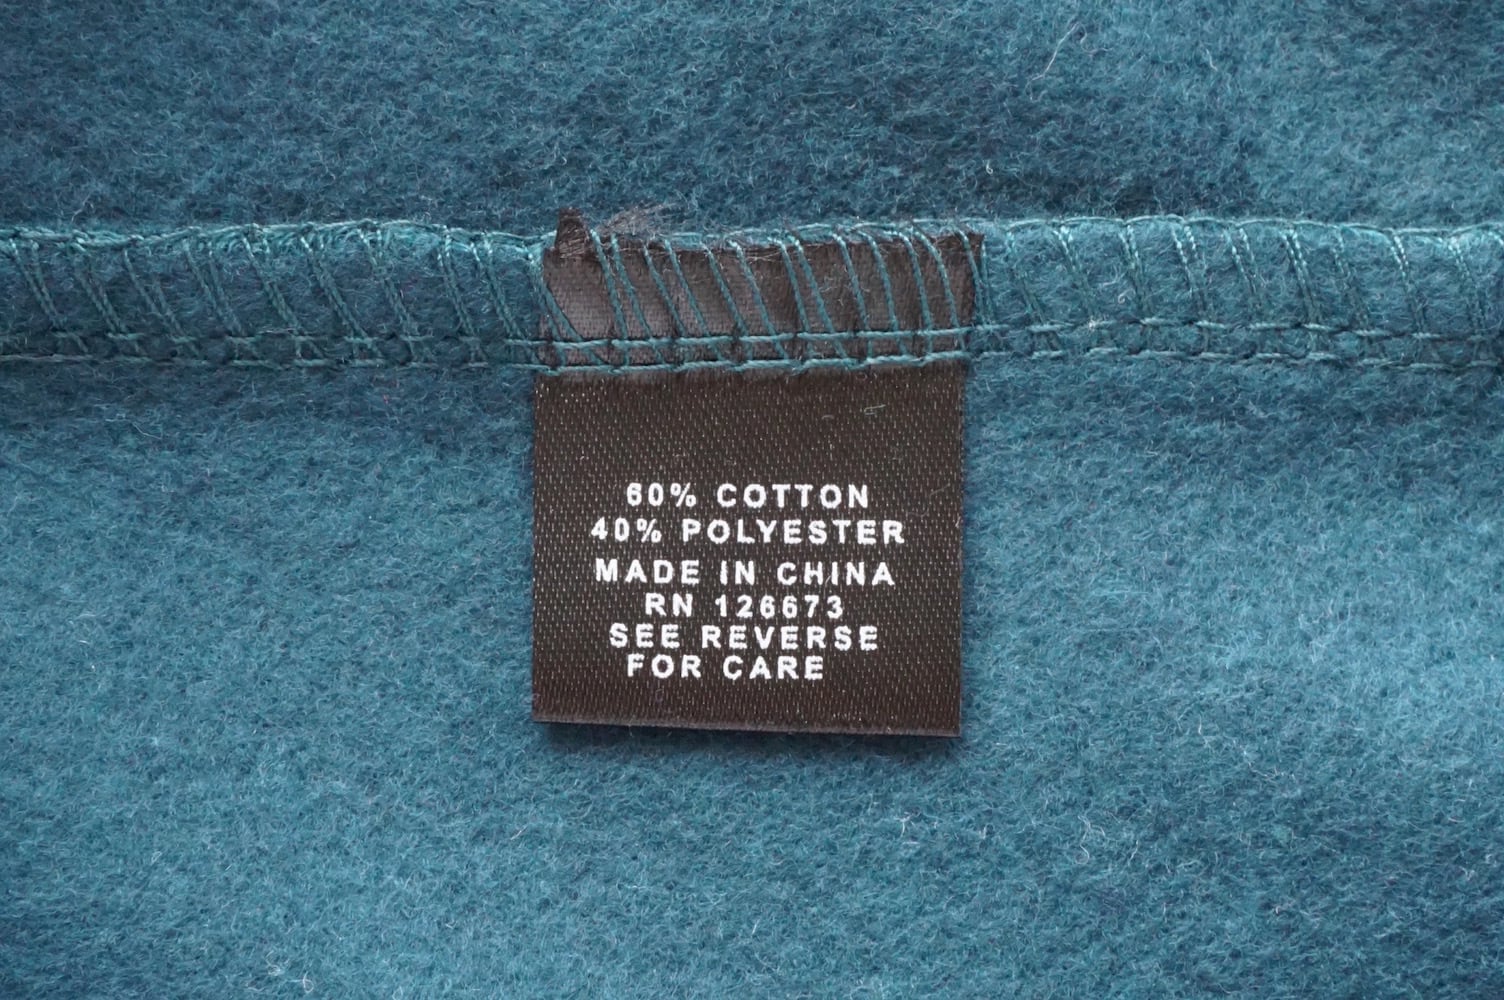 60% COTTON
40% POLYESTER
MADE IN CHINA
RN 126673
SEE REVERSE
FOR CARE